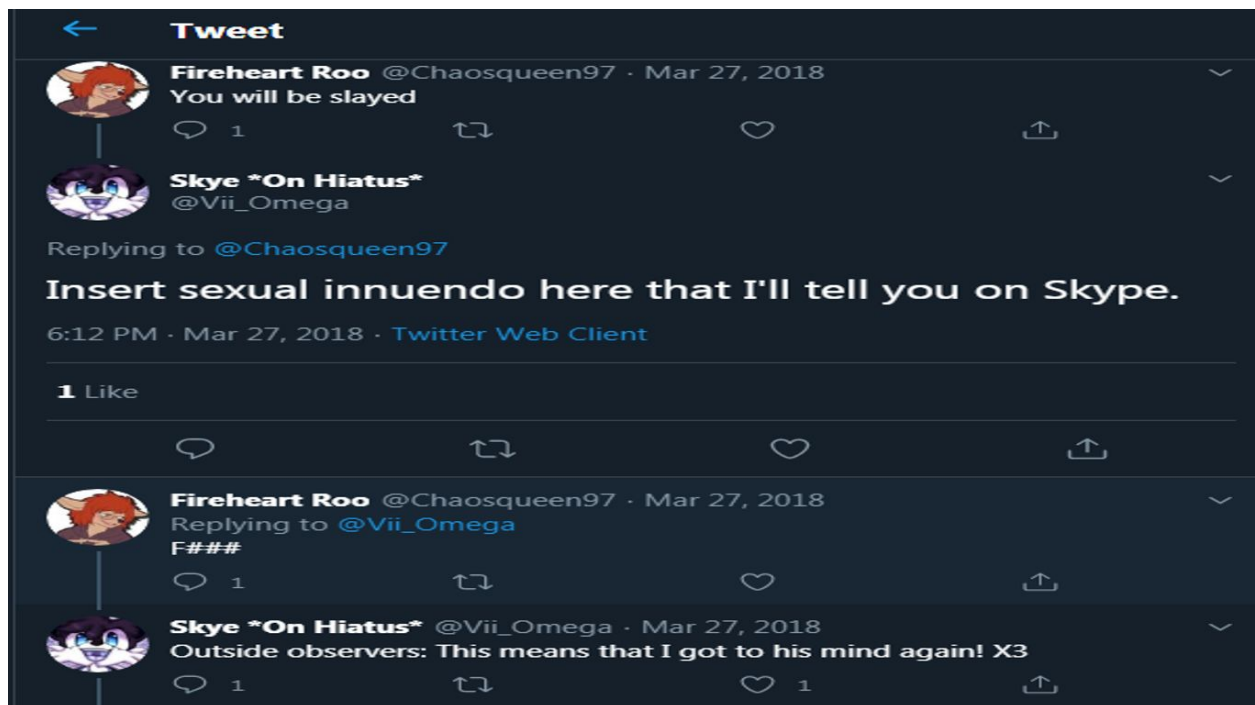 Tweet
Fireheart Roo @Chaosqueen97 · Mar 27, 2018
You will be slayed
1
Skye *On Hiatus*
@Vii_Omega
Replying to @Chaosqueen97
Insert sexual innuendo here that I'll tell you on Skype.
6:12 PM · Mar 27, 2018 · Twitter Web Client
1 Like
Fireheart Roo @Chaosqueen97 · Mar 27, 2018
Replying to @Vii_Omega
F###
1
Skye *On Hiatus* @Vii_Omega · Mar 27, 2018
Outside observers: This means that I got to his mind again! X3
1 1